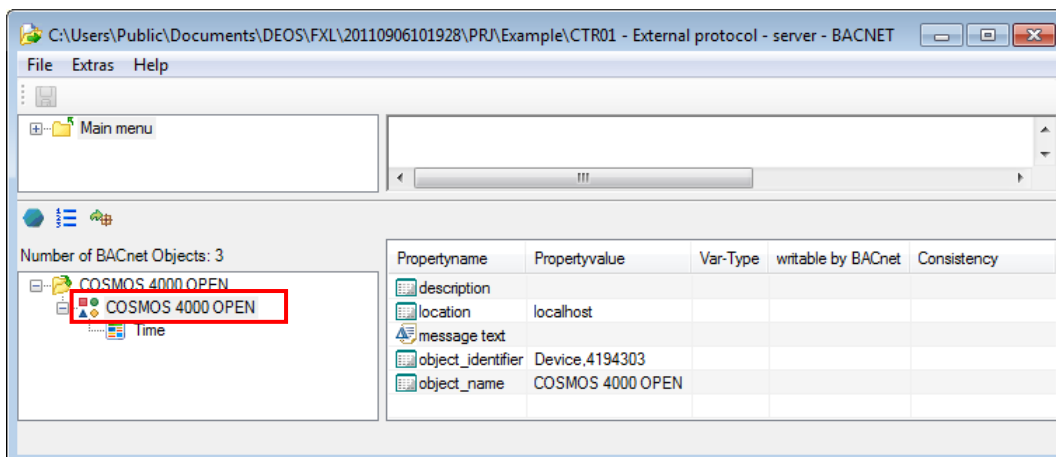 C:\Users\Public\Documents\DEOS\FXL\20110906101928\PRJ\Example\CTR01 - External protocol - server - BACNET
File Extras Help
Main menu
Number of BACnet Objects: 3
COSMOS 4000 OPEN
COSMOS 4000 OPEN
Time
Propertyname Propertyvalue Var-Type writable by BACnet Consistency
description
location localhost
message text
object_identifier Device,4194303
object_name COSMOS 4000 OPEN